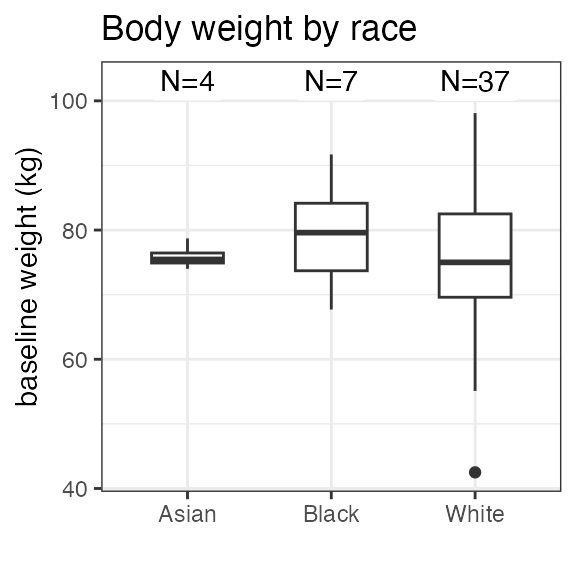 Body weight by race
N=4 N=7 N=37
baseline weight (kg)
100
80
60
40
Asian Black White